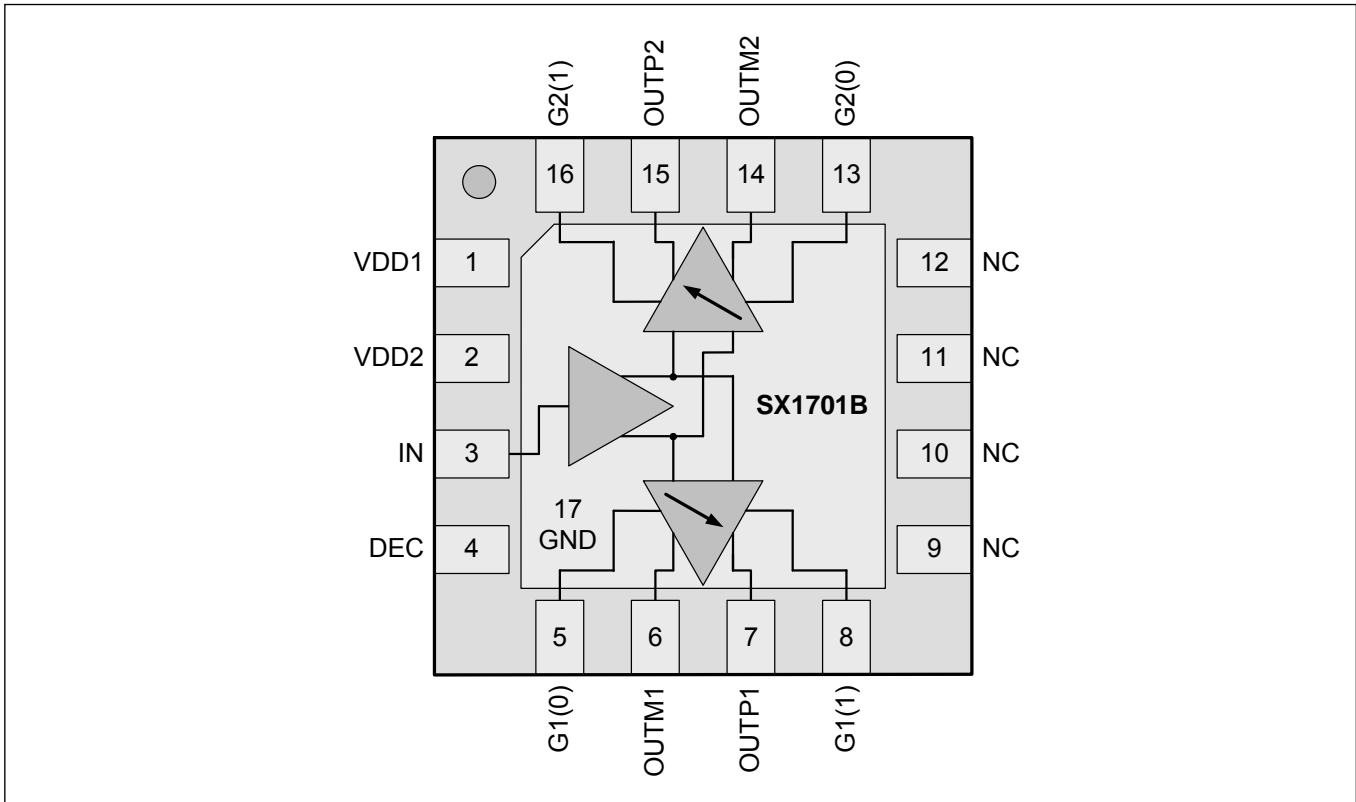 G2(1)
OUTP2
OUTM2
G2(0)
16
15
14
13
VDD1
1
12
NC
VDD2
2
11
NC
SX1701B
IN
3
10
NC
17
GND
DEC
4
9
NC
5
6
7
8
G1(0)
OUTM1
OUTP1
G1(1)